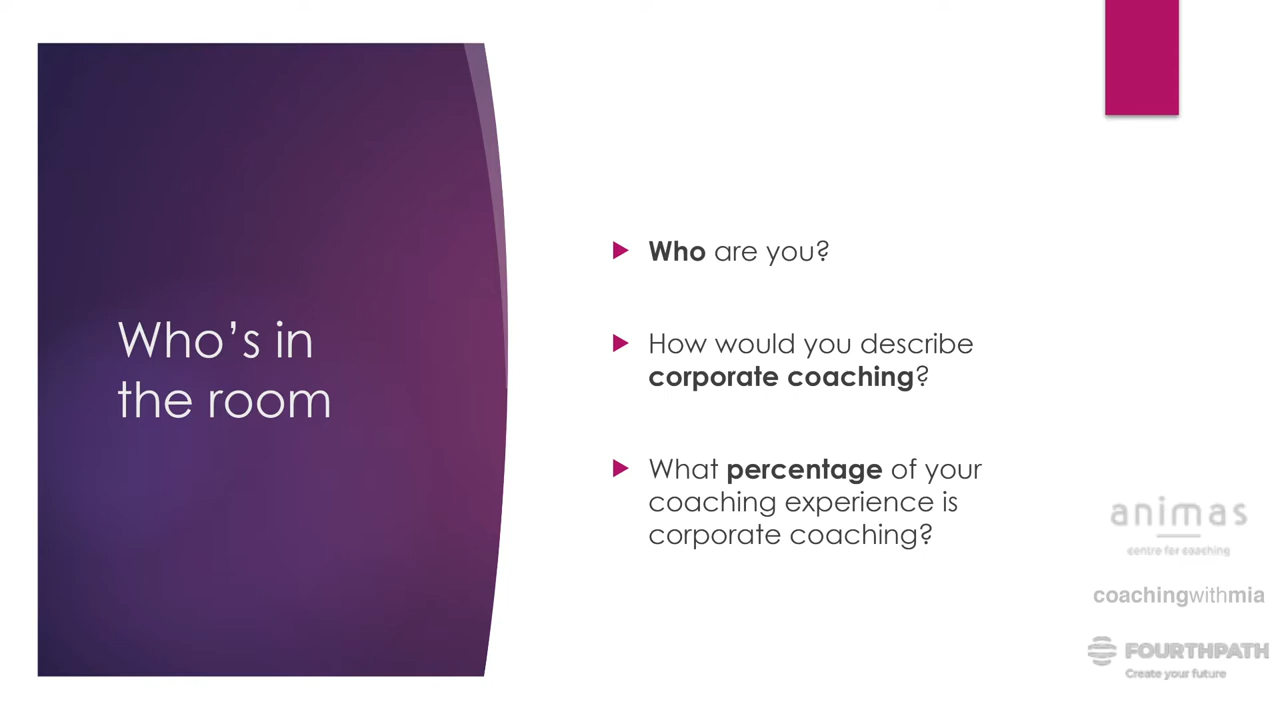 Who's in
the room
Who are you?
How would you describe
corporate coaching?
What percentage of your
coaching experience is
corporate coaching?
animas
centre for coaching
coachingwithmia
FOURTHPATH
Create your future